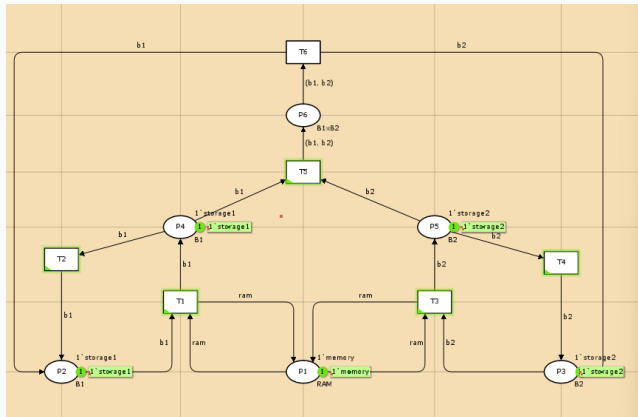 b1
T6
b2
(b1, b2)
P6
B1xB2
(b1, b2)
T5
b1
b2
1`storage1
P4
1
1`storage1
B1
1`storage2
P5
1
1`storage2
B2
b2
b1
T2
T4
b1
b2
T1
ram
ram
T3
b1
b2
b1
ram
ram
b2
1`storage1
P2
1
1`storage1
B1
1`memory
P1
1
1`memory
RAM
1`storage2
P3
1
1`storage2
B2